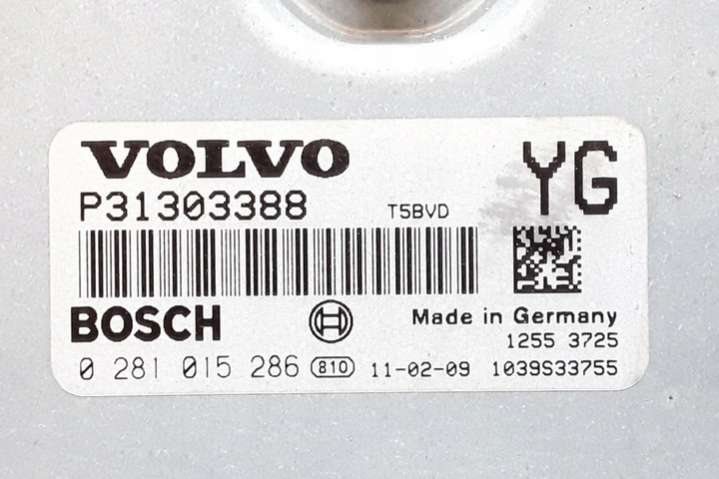 VOLVO
YG
P31303388 T5BVD
BOSCH Made in Germany
1255 3725
0 281 015 286 810 11-02-09 1039S33755